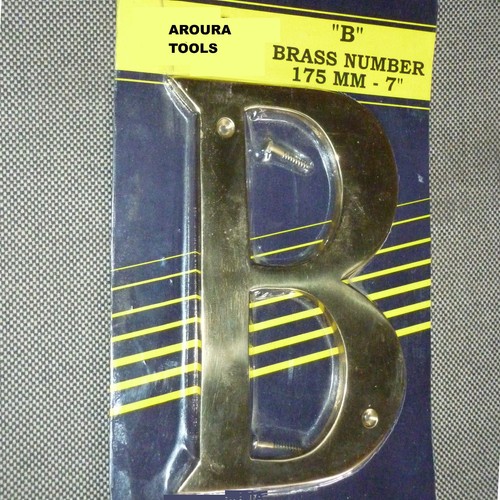 AROURA
TOOLS
"B"
BRASS NUMBER
175 MM - 7"
B